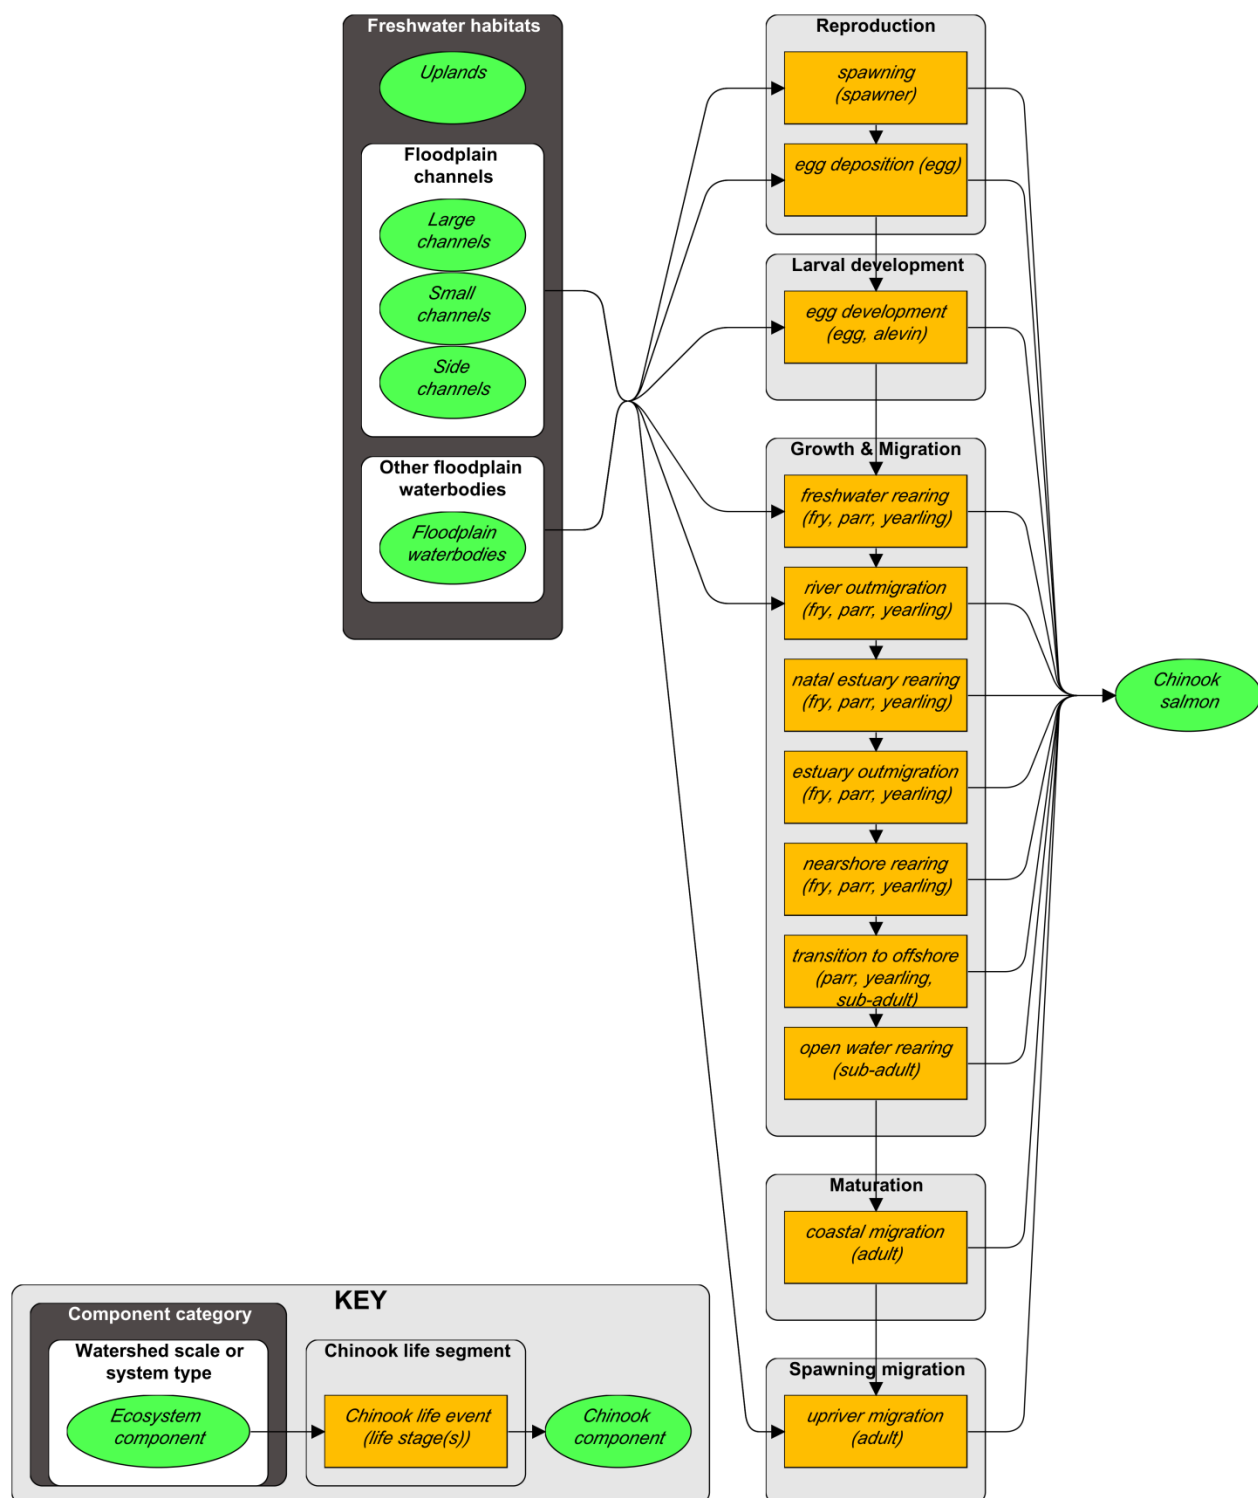 Freshwater habitats
Uplands
Floodplain
channels
Large
channels
Small
channels
Side
channels
Other floodplain
waterbodies
Floodplain
waterbodies
Reproduction
spawning
(spawner)
egg deposition (egg)
Larval development
egg development
(egg, alevin)
Growth & Migration
freshwater rearing
(fry, parr, yearling)
river outmigration
(fry, parr, yearling)
natal estuary rearing
(fry, parr, yearling)
estuary outmigration
(fry, parr, yearling)
nearshore rearing
(fry, parr, yearling)
transition to offshore
(parr, yearling,
sub-adult)
open water rearing
(sub-adult)
Maturation
coastal migration
(adult)
Spawning migration
upriver migration
(adult)
Chinook
salmon
KEY
Component category
Watershed scale or
system type
Ecosystem
component
Chinook life segment
Chinook life event
(life stage(s))
Chinook
component